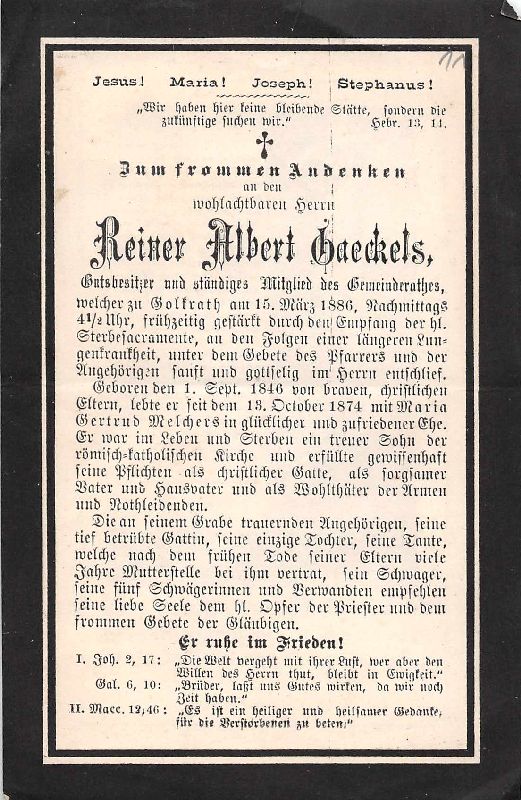 11
Jesus! Maria! Joseph! Stephanus!
„Wir haben hier keine bleibende Stätte, sondern die
zukünftige suchen wir.“ Hebr. 13, 14.
Zum frommen Andenken
an den
wohlachtbaren Herrn
Reiner Albert Gaeckels,
Gutsbesitzer und ständiges Mitglied des Gemeinderathes,
welcher zu Golkrath am 15. März 1886, Nachmittags
4½ Uhr, frühzeitig gestärkt durch den Empfang der hl.
Sterbesacramente, an den Folgen einer längeren Lun-
genkrankheit, unter dem Gebete des Pfarrers und der
Angehörigen sanft und gottselig im Herrn entschlief.
Geboren den 1. Sept. 1846 von braven, christlichen
Eltern, lebte er seit dem 13. October 1874 mit Maria
Gertrud Melchers in glücklicher und zufriedener Ehe.
Er war im Leben und Sterben ein treuer Sohn der
römisch-katholischen Kirche und erfüllte gewissenhaft
seine Pflichten als christlicher Gatte, als sorgsamer
Vater und Hausvater und als Wohlthäter der Armen
und Nothleidenden.
Die an seinem Grabe trauernden Angehörigen, seine
tief betrübte Gattin, seine einzige Tochter, seine Tante,
welche nach dem frühen Tode seiner Eltern viele
Jahre Mutterstelle bei ihm vertrat, sein Schwager,
seine fünf Schwägerinnen und Verwandten empfehlen
seine liebe Seele dem hl. Opfer der Priester und dem
frommen Gebete der Gläubigen.
Er ruhe im Frieden!
I. Joh. 2, 17: „Die Welt vergeht mit ihrer Lust, wer aber den
Willen des Herrn thut, bleibt in Ewigkeit.“
Gal. 6, 10: „Brüder, laßt uns Gutes wirken, da wir noch
Zeit haben.“
II. Macc. 12, 46: „Es ist ein heiliger und heilsamer Gedanke,
für die Verstorbenen zu beten.“